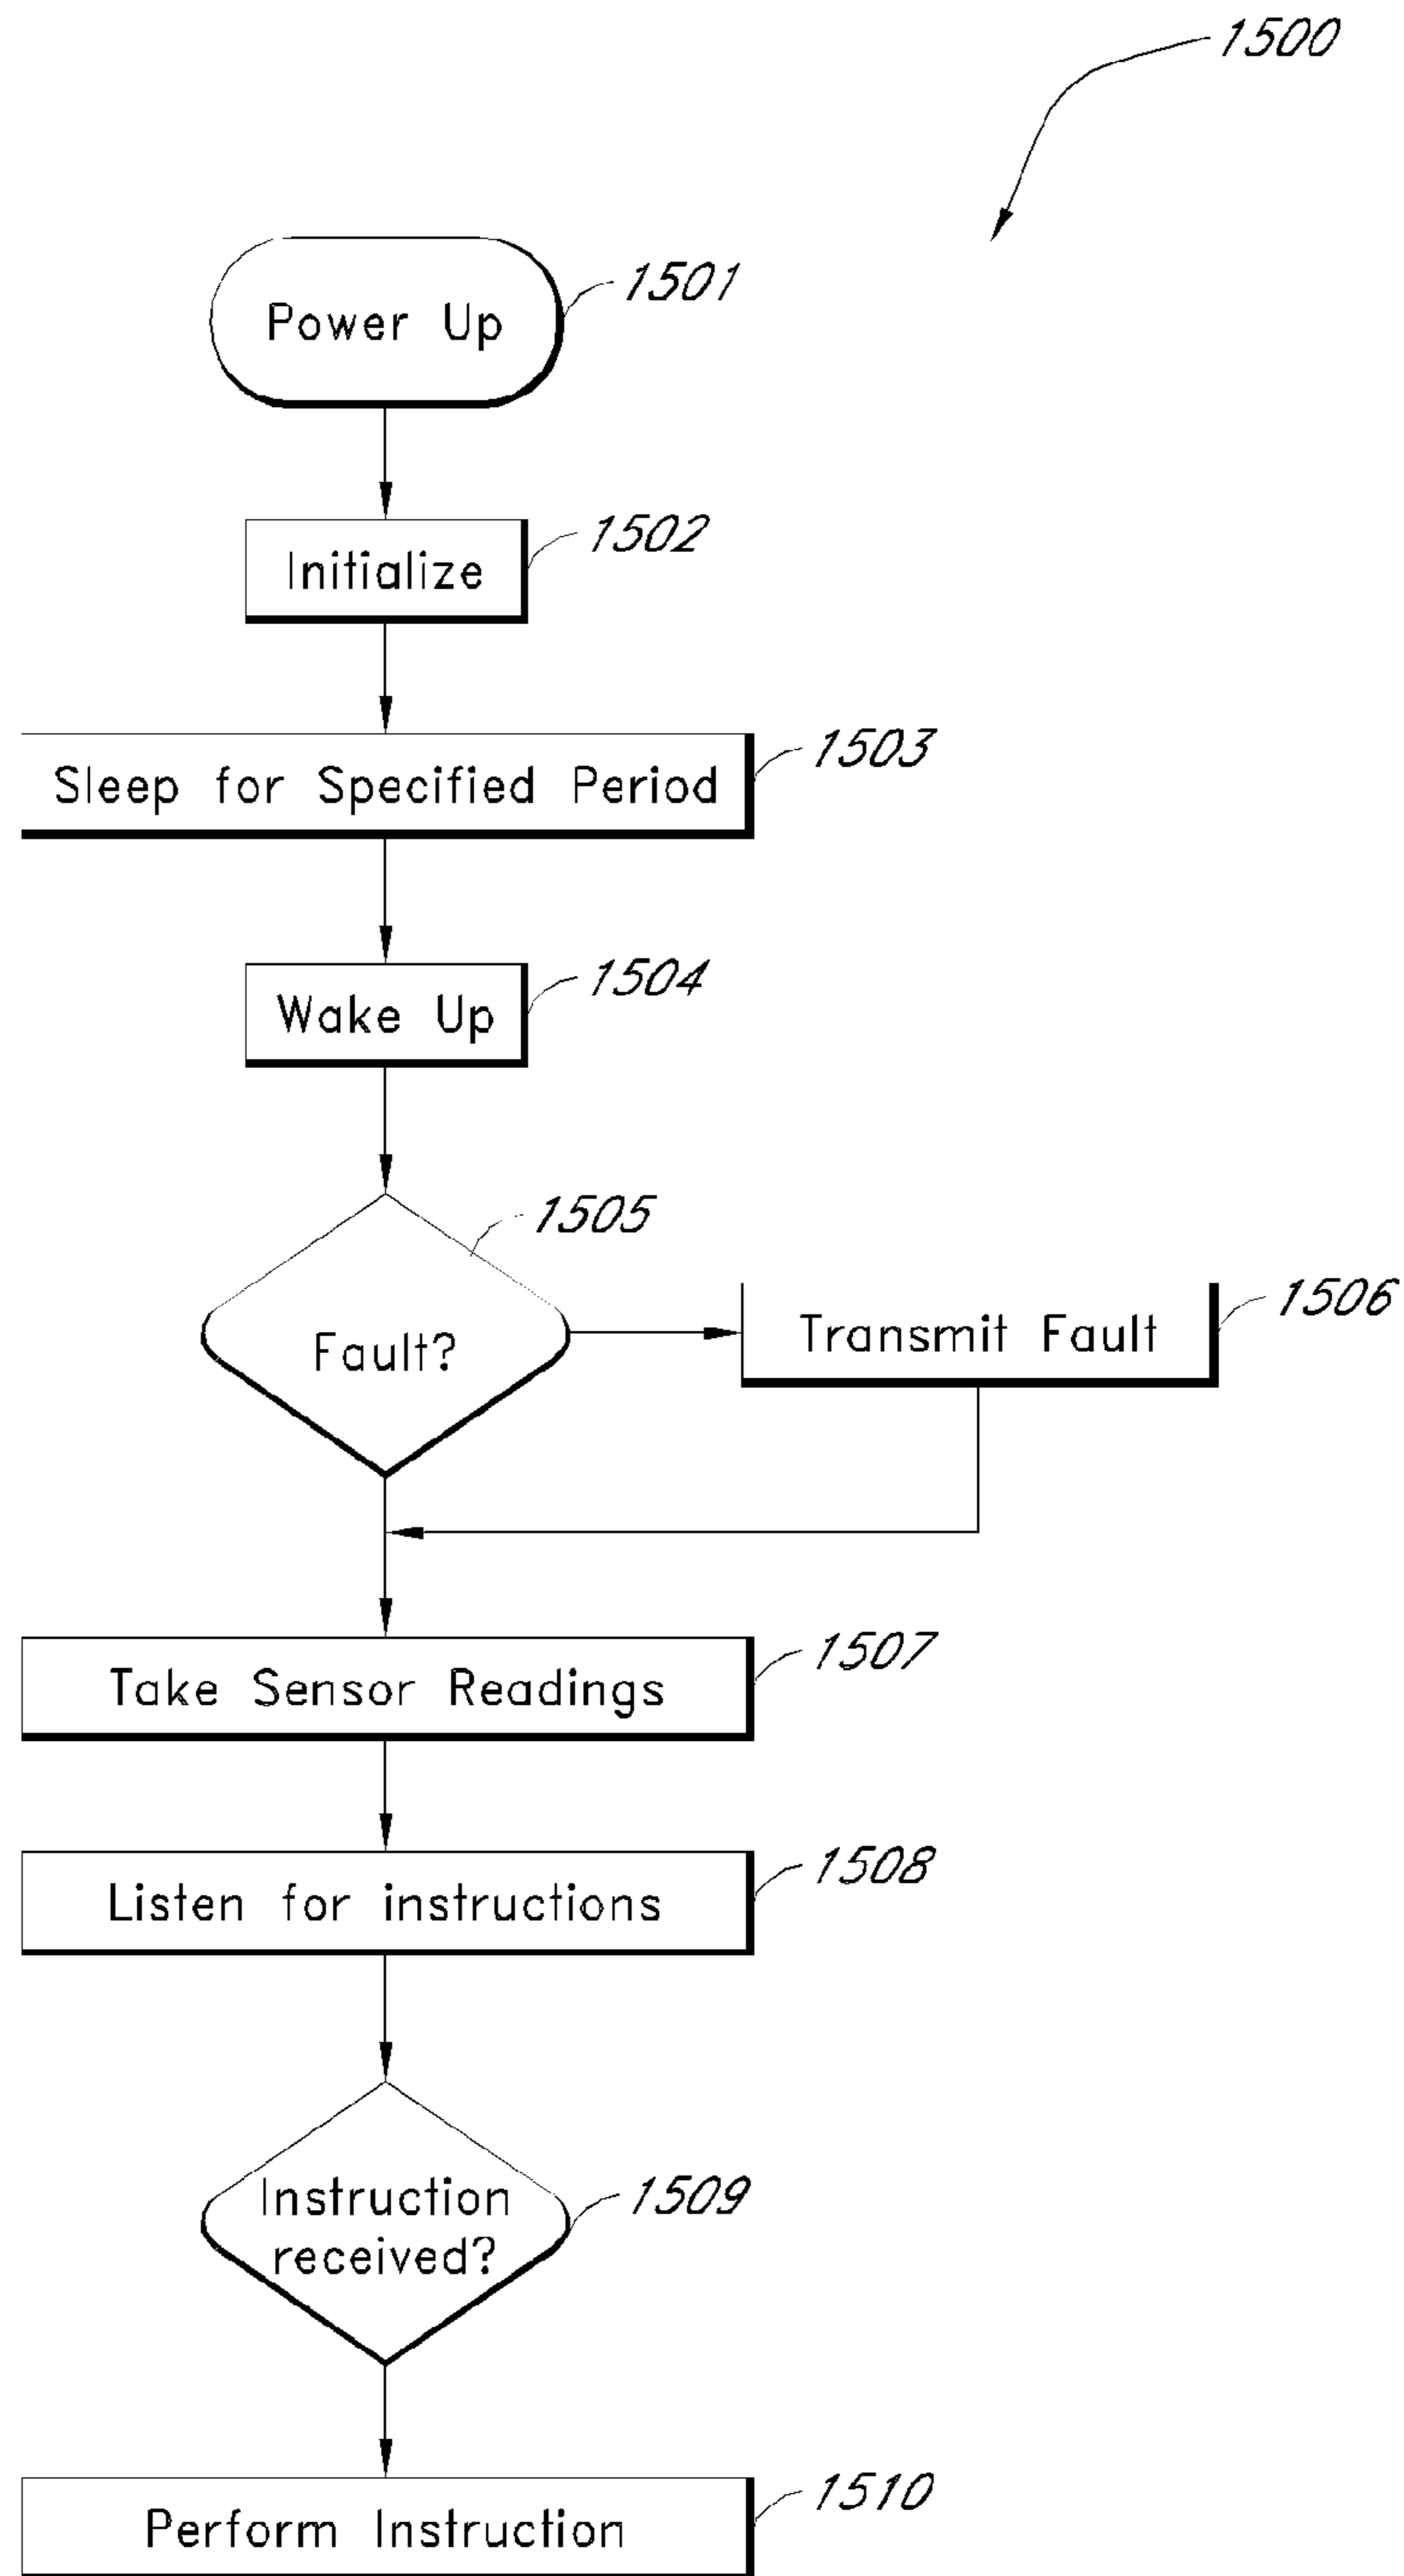 1500
Power Up
1501
Initialize
1502
Sleep for Specified Period
1503
Wake Up
1504
1505
Fault?
Transmit Fault
1506
Take Sensor Readings
1507
Listen for instructions
1508
Instruction
received?
1509
Perform Instruction
1510